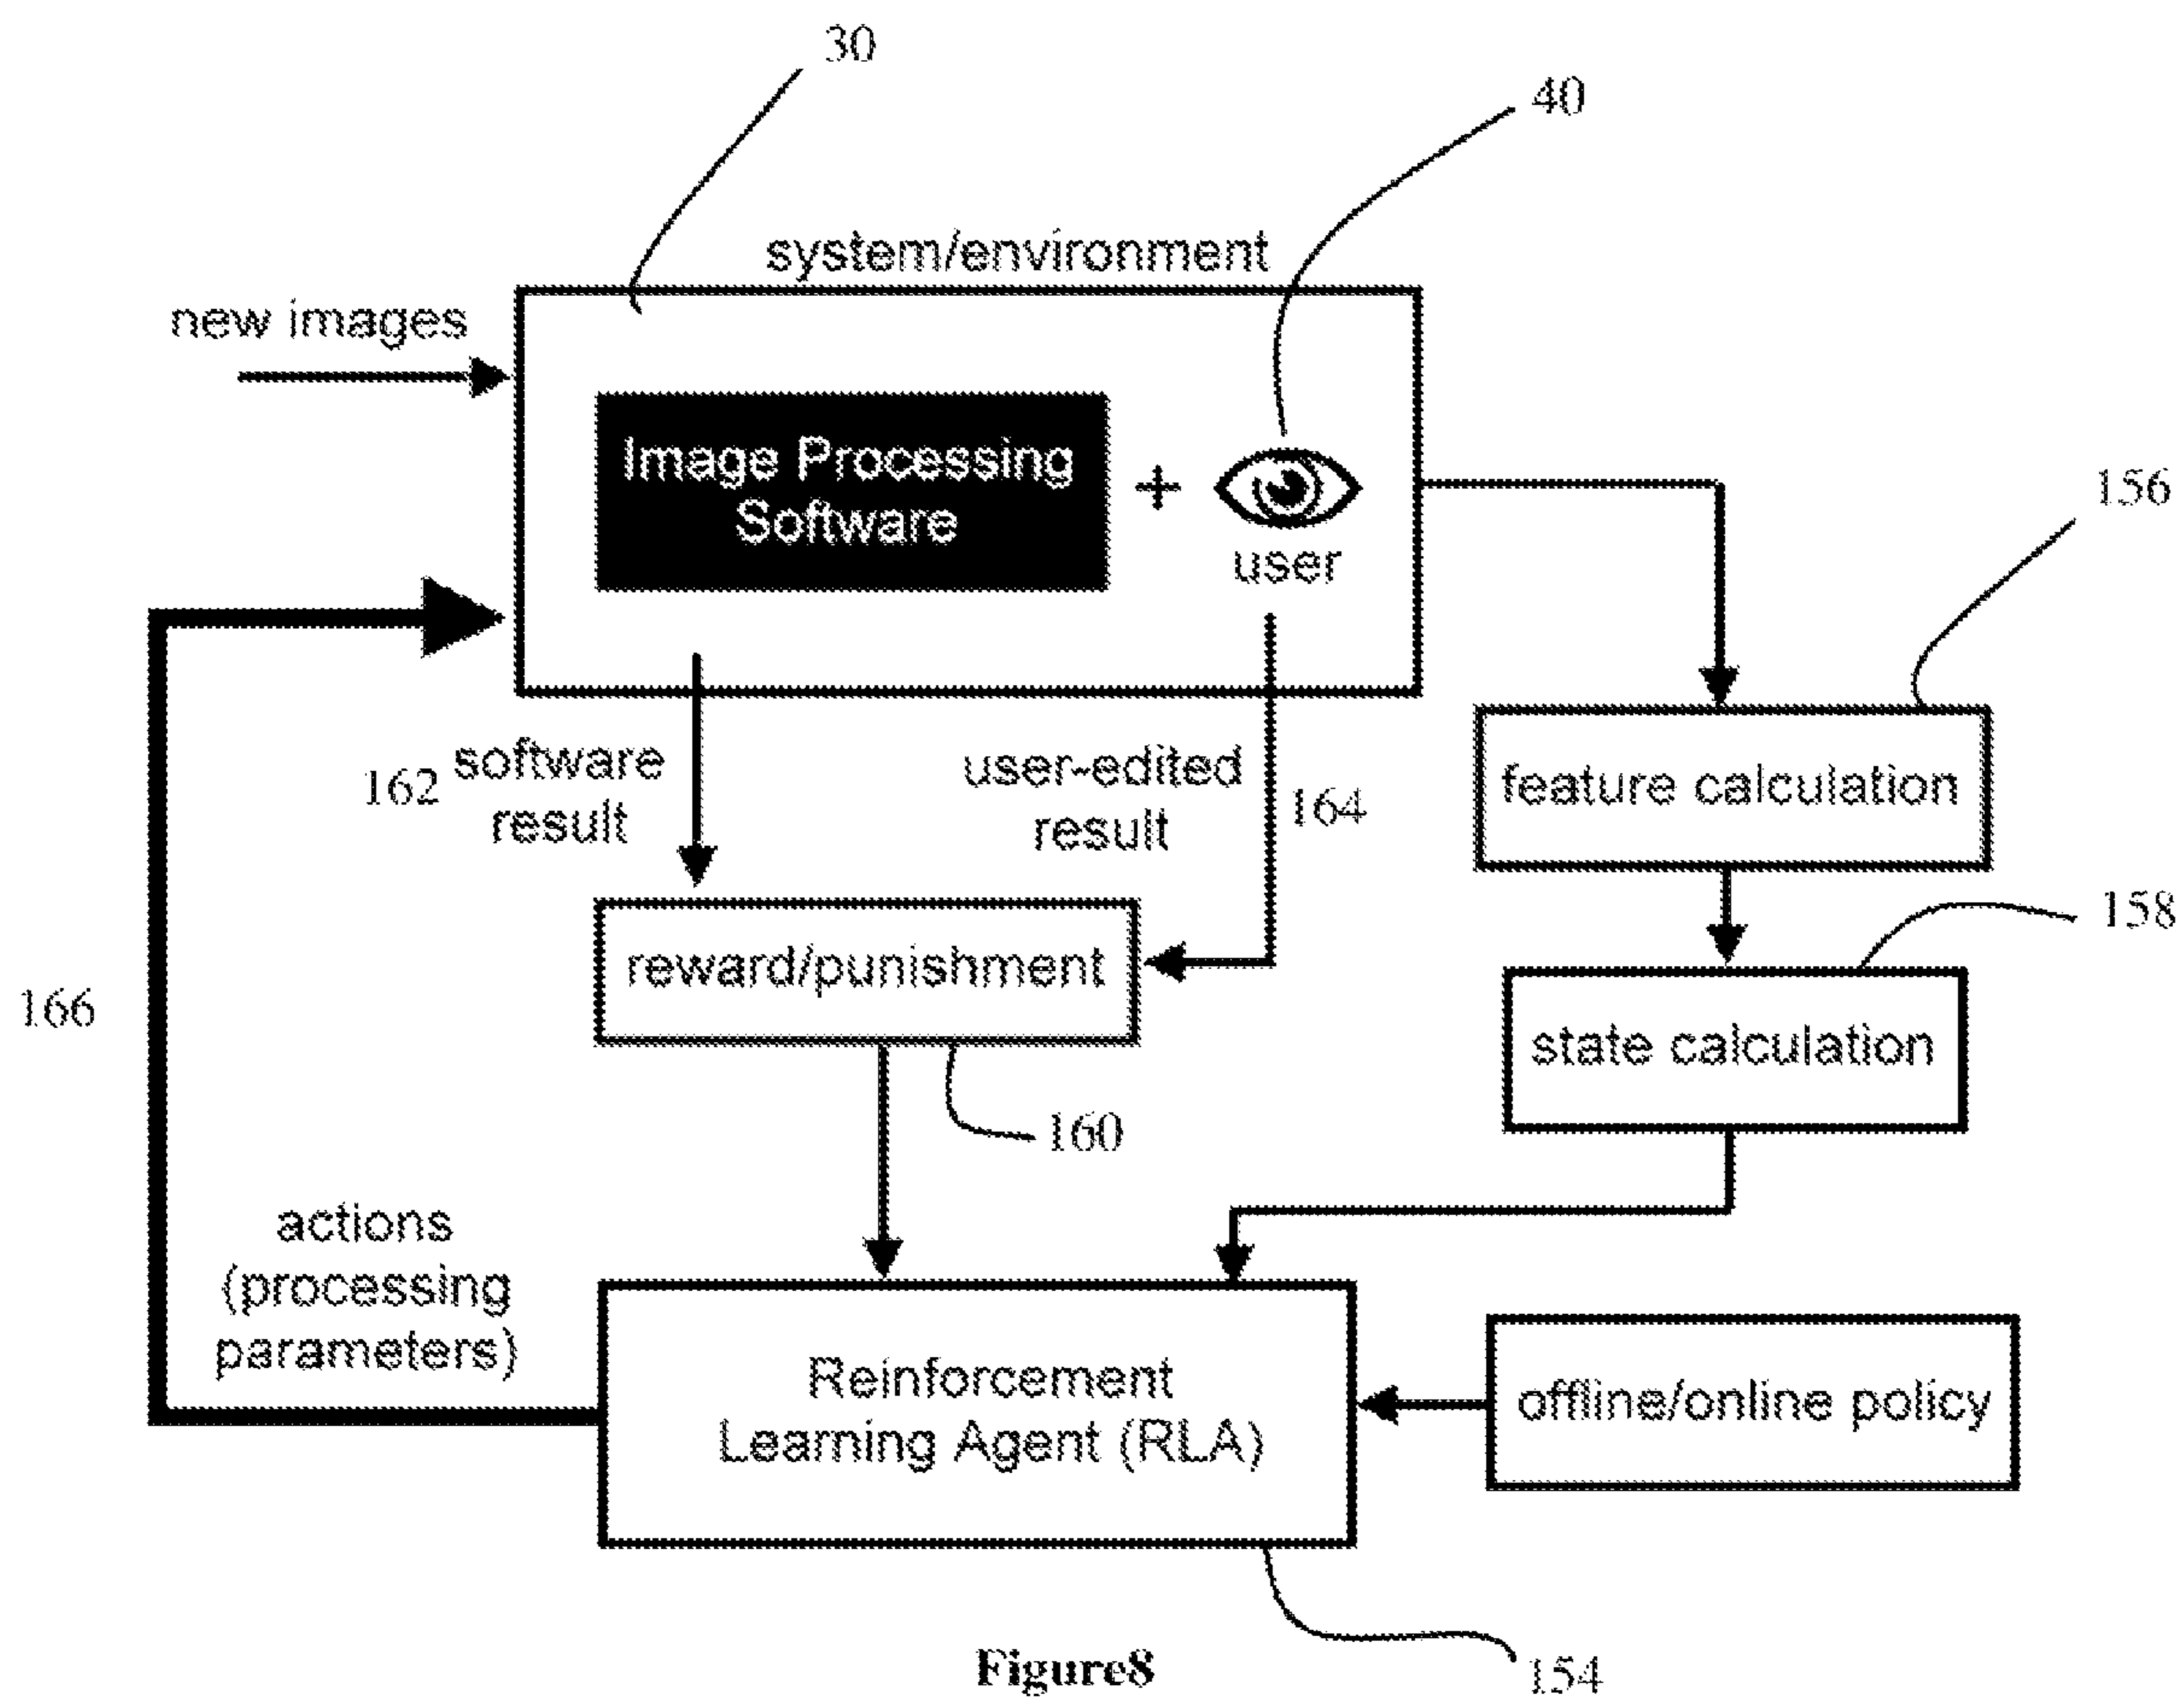 30
40
system/environment
new images
Image Processing
Software
+
user
156
162
software
result
user-edited
result
164
feature calculation
158
reward/punishment
state calculation
166
160
actions
(processing
parameters)
Reinforcement
Learning Agent (RLA)
offline/online policy
Figure8
154